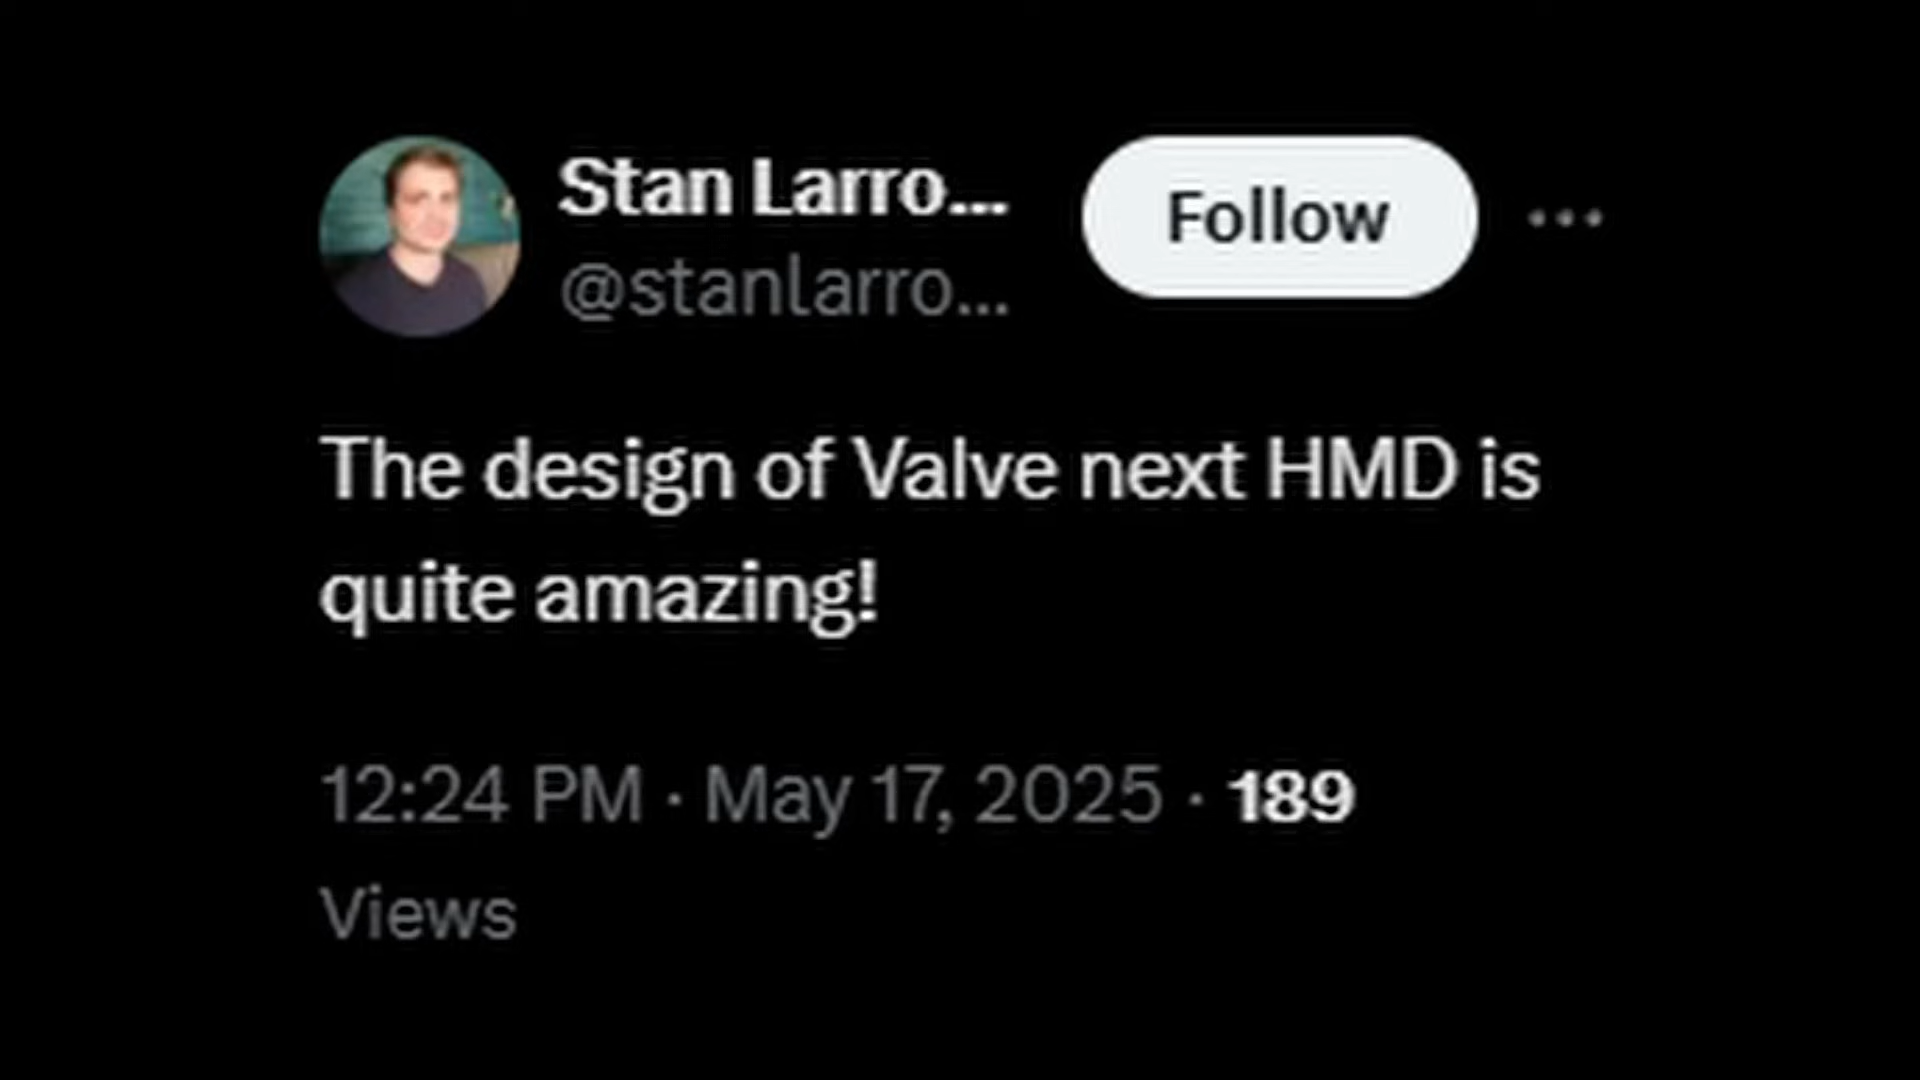 Stan Larro...
Follow
@stanlarro...
The design of Valve next HMD is
quite amazing!
12:24 PM · May 17, 2025 · 189
Views